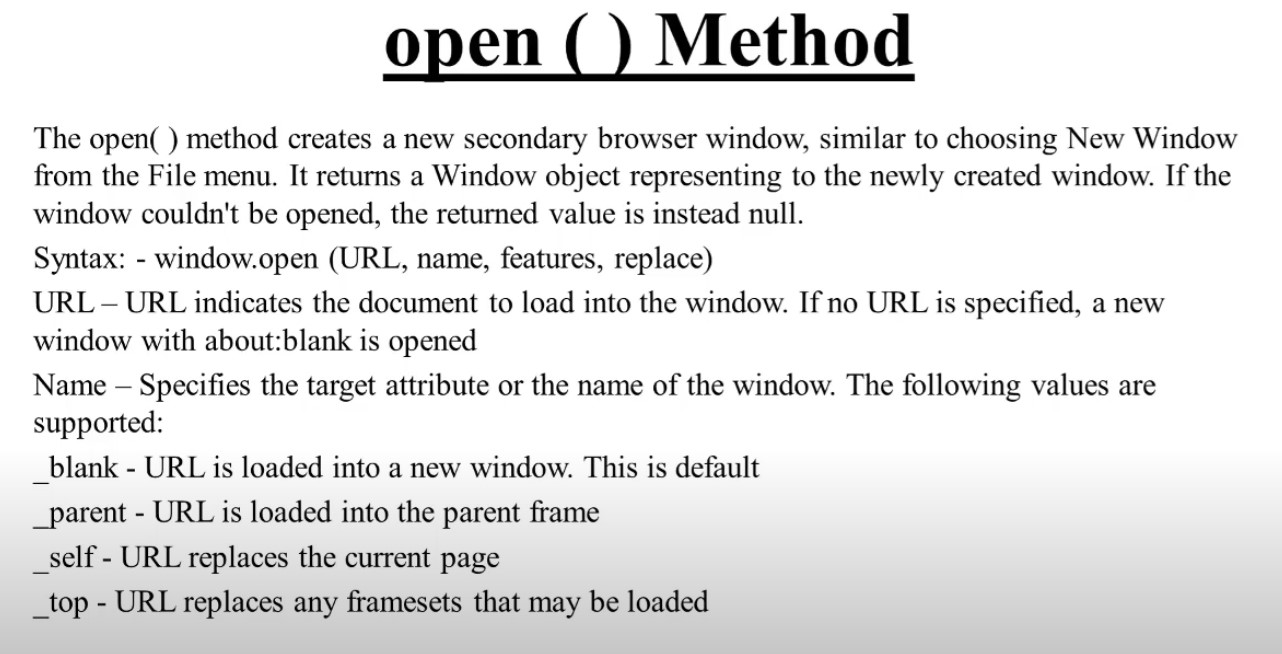 open ( ) Method
The open( ) method creates a new secondary browser window, similar to choosing New Window
from the File menu. It returns a Window object representing to the newly created window. If the
window couldn't be opened, the returned value is instead null.
Syntax: - window.open (URL, name, features, replace)
URL – URL indicates the document to load into the window. If no URL is specified, a new
window with about:blank is opened
Name – Specifies the target attribute or the name of the window. The following values are
supported:
_blank - URL is loaded into a new window. This is default
_parent - URL is loaded into the parent frame
_self - URL replaces the current page
_top - URL replaces any framesets that may be loaded